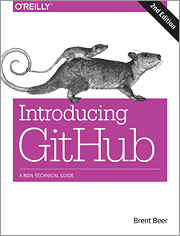 O'REILLY®
2nd Edition
Introducing
GitHub
A NON-TECHNICAL GUIDE
Brent Beer